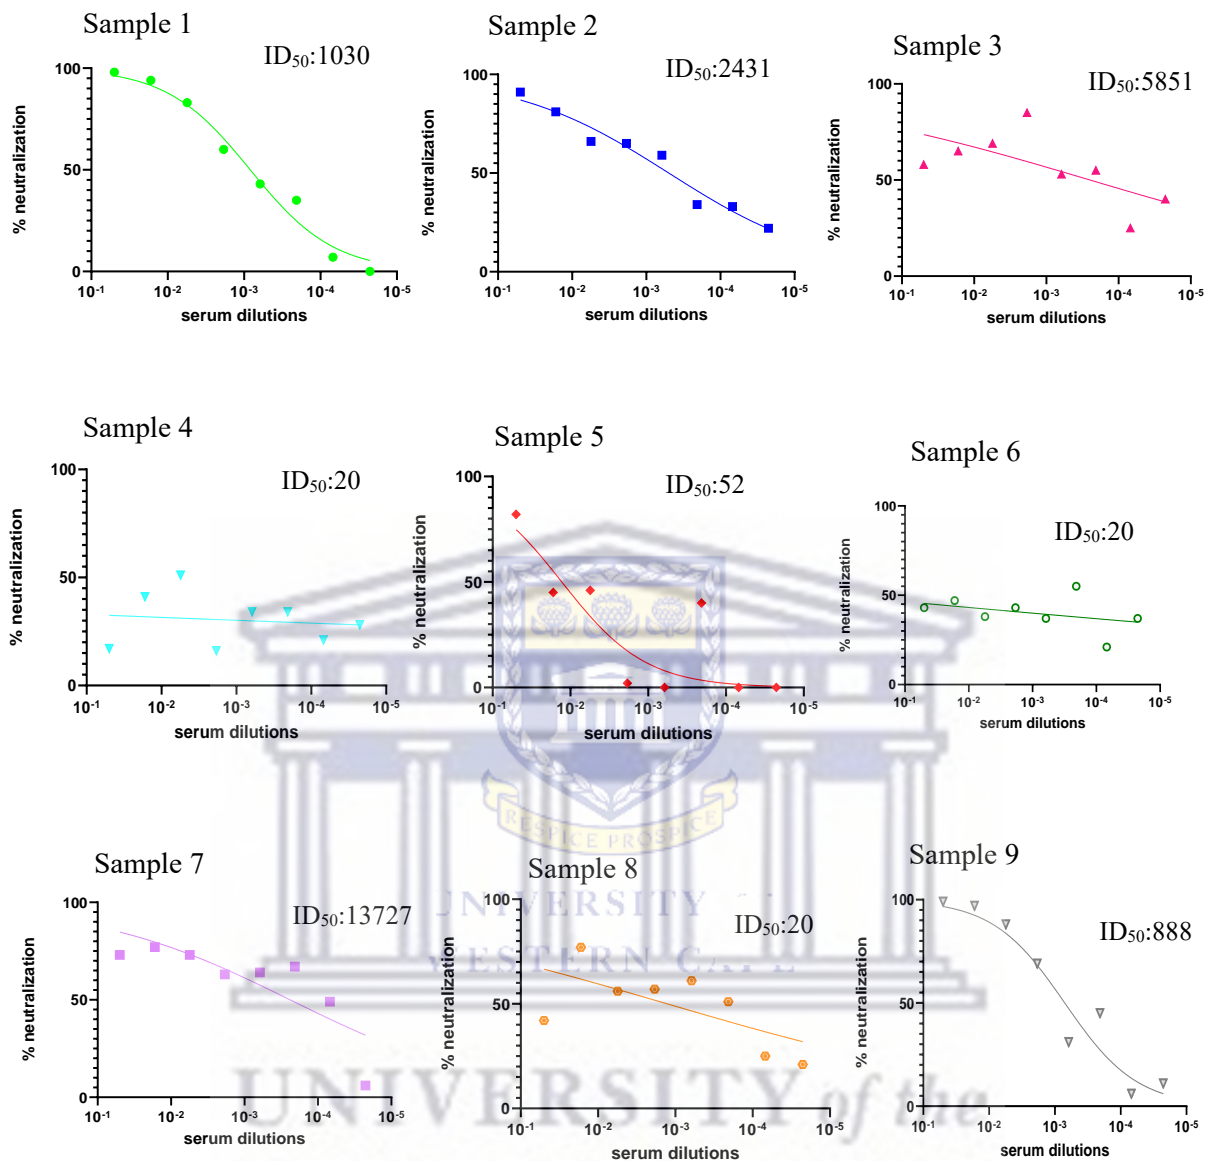 Sample 1
ID50:1030
% neutralization
100
50
0
10-1 10-2 10-3 10-4 10-5
serum dilutions
Sample 2
ID50:2431
% neutralization
100
50
0
10-1 10-2 10-3 10-4 10-5
serum dilutions
Sample 3
ID50:5851
% neutralization
100
50
0
10-1 10-2 10-3 10-4 10-5
serum dilutions
Sample 4
ID50:20
% neutralization
100
50
0
10-1 10-2 10-3 10-4 10-5
serum dilutions
Sample 5
ID50:52
% neutralization
100
50
0
10-1 10-2 10-3 10-4 10-5
serum dilutions
Sample 6
ID50:20
% neutralization
100
50
0
10-1 10-2 10-3 10-4 10-5
serum dilutions
RESPICE PROSPICE
Sample 7
ID50:13727
% neutralization
100
50
0
10-1 10-2 10-3 10-4 10-5
serum dilutions
Sample 8
ID50:20
% neutralization
100
50
0
10-1 10-2 10-3 10-4 10-5
serum dilutions
Sample 9
ID50:888
% neutralization
100
50
0
10-1 10-2 10-3 10-4 10-5
serum dilutions
UNIVERSITY
WESTERN CAPE
UNIVERSITY of the